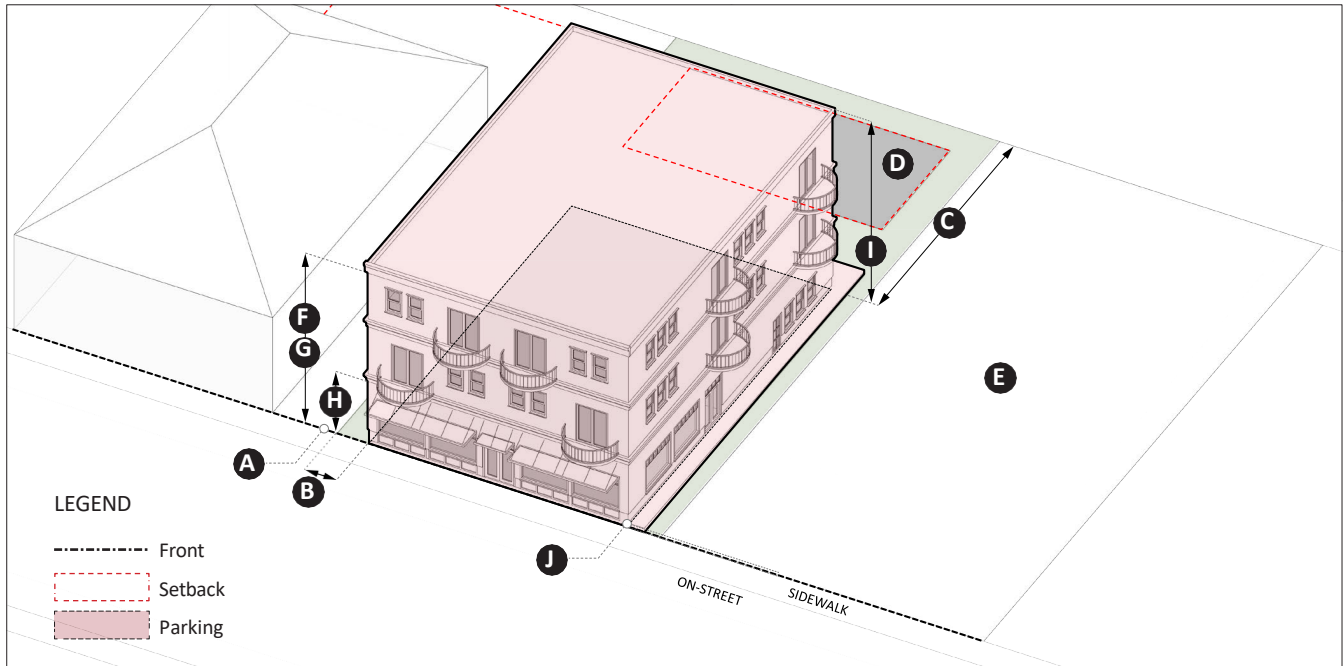 D
C
I
F
G
E
H
A
B
LEGEND
J
Front
ON-STREET
SIDEWALK
Setback
Parking